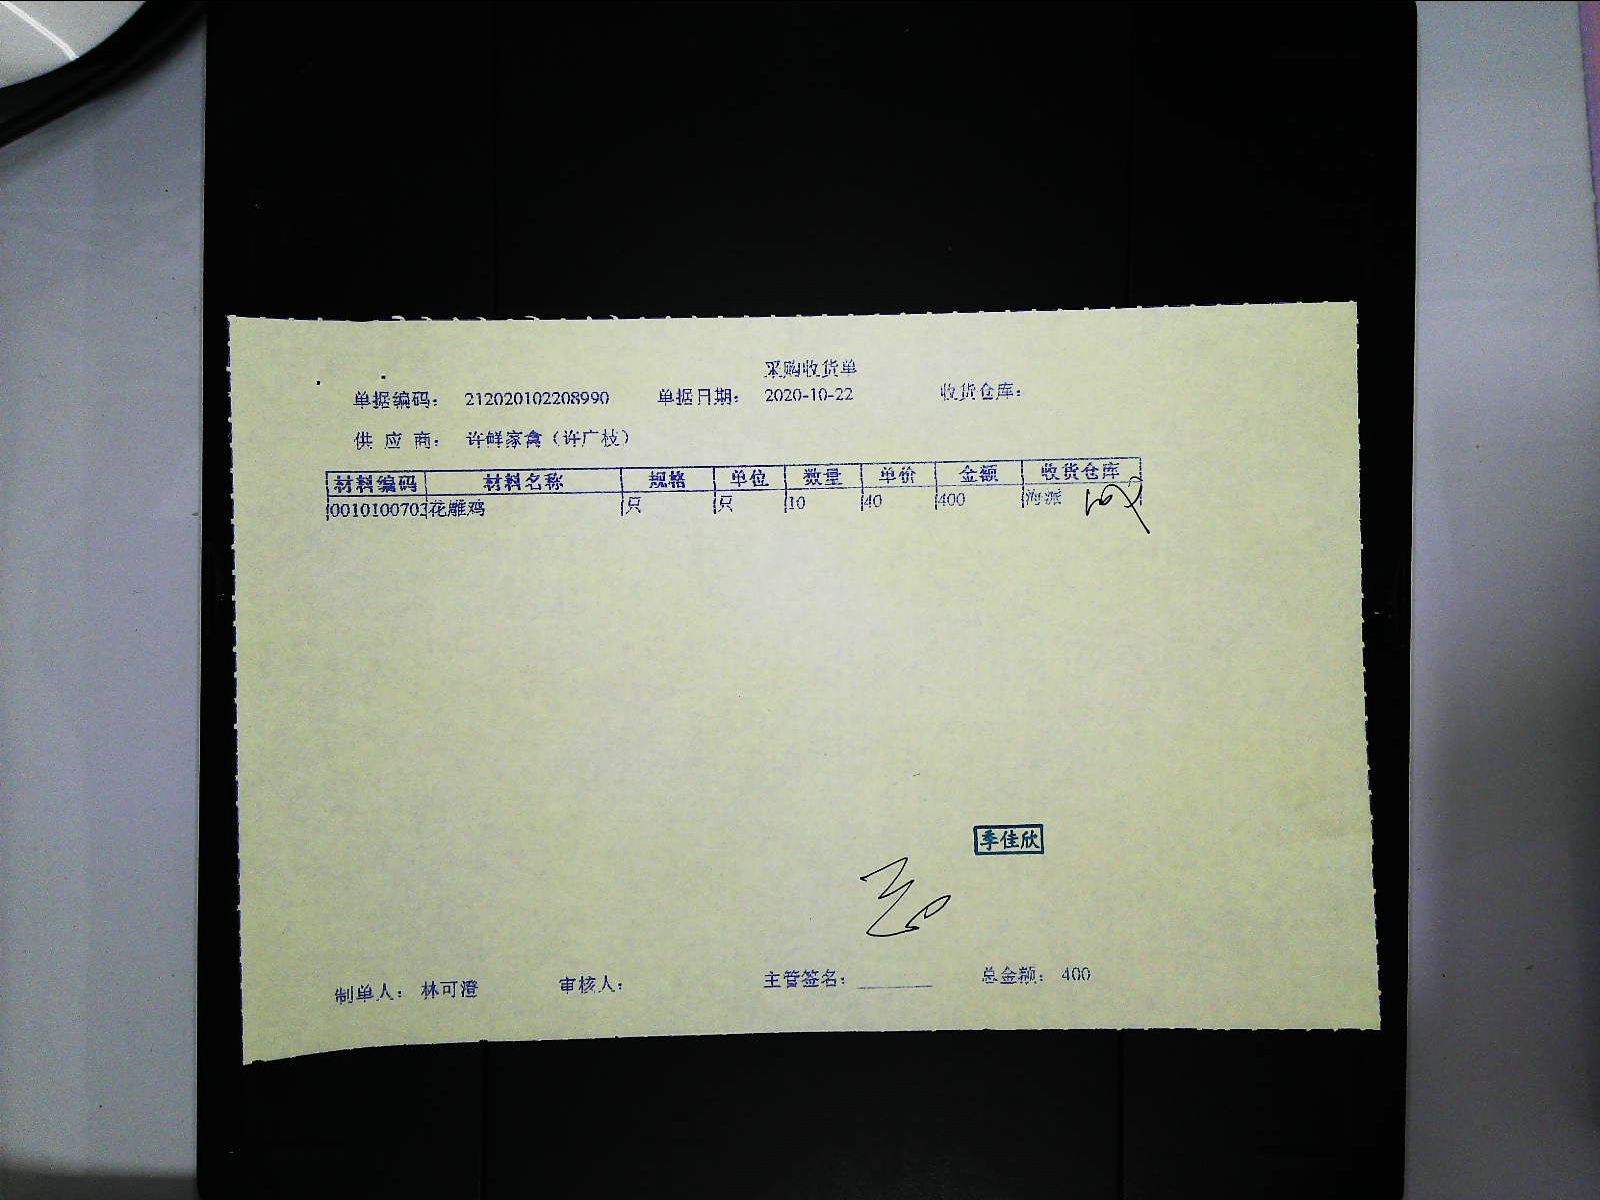 采购收货单
单据编码： 212020102208990 单据日期： 2020-10-22 收货仓库：
供 应 商： 许鲜家禽（许广枝）
材料编码 材料名称 规格 单位 数量 单价 金额 收货仓库
001010070 花雕鸡 只 只 10 40 400 海派
季佳欣
制单人： 林可澄 审核人： 主管签名： 总金额： 400